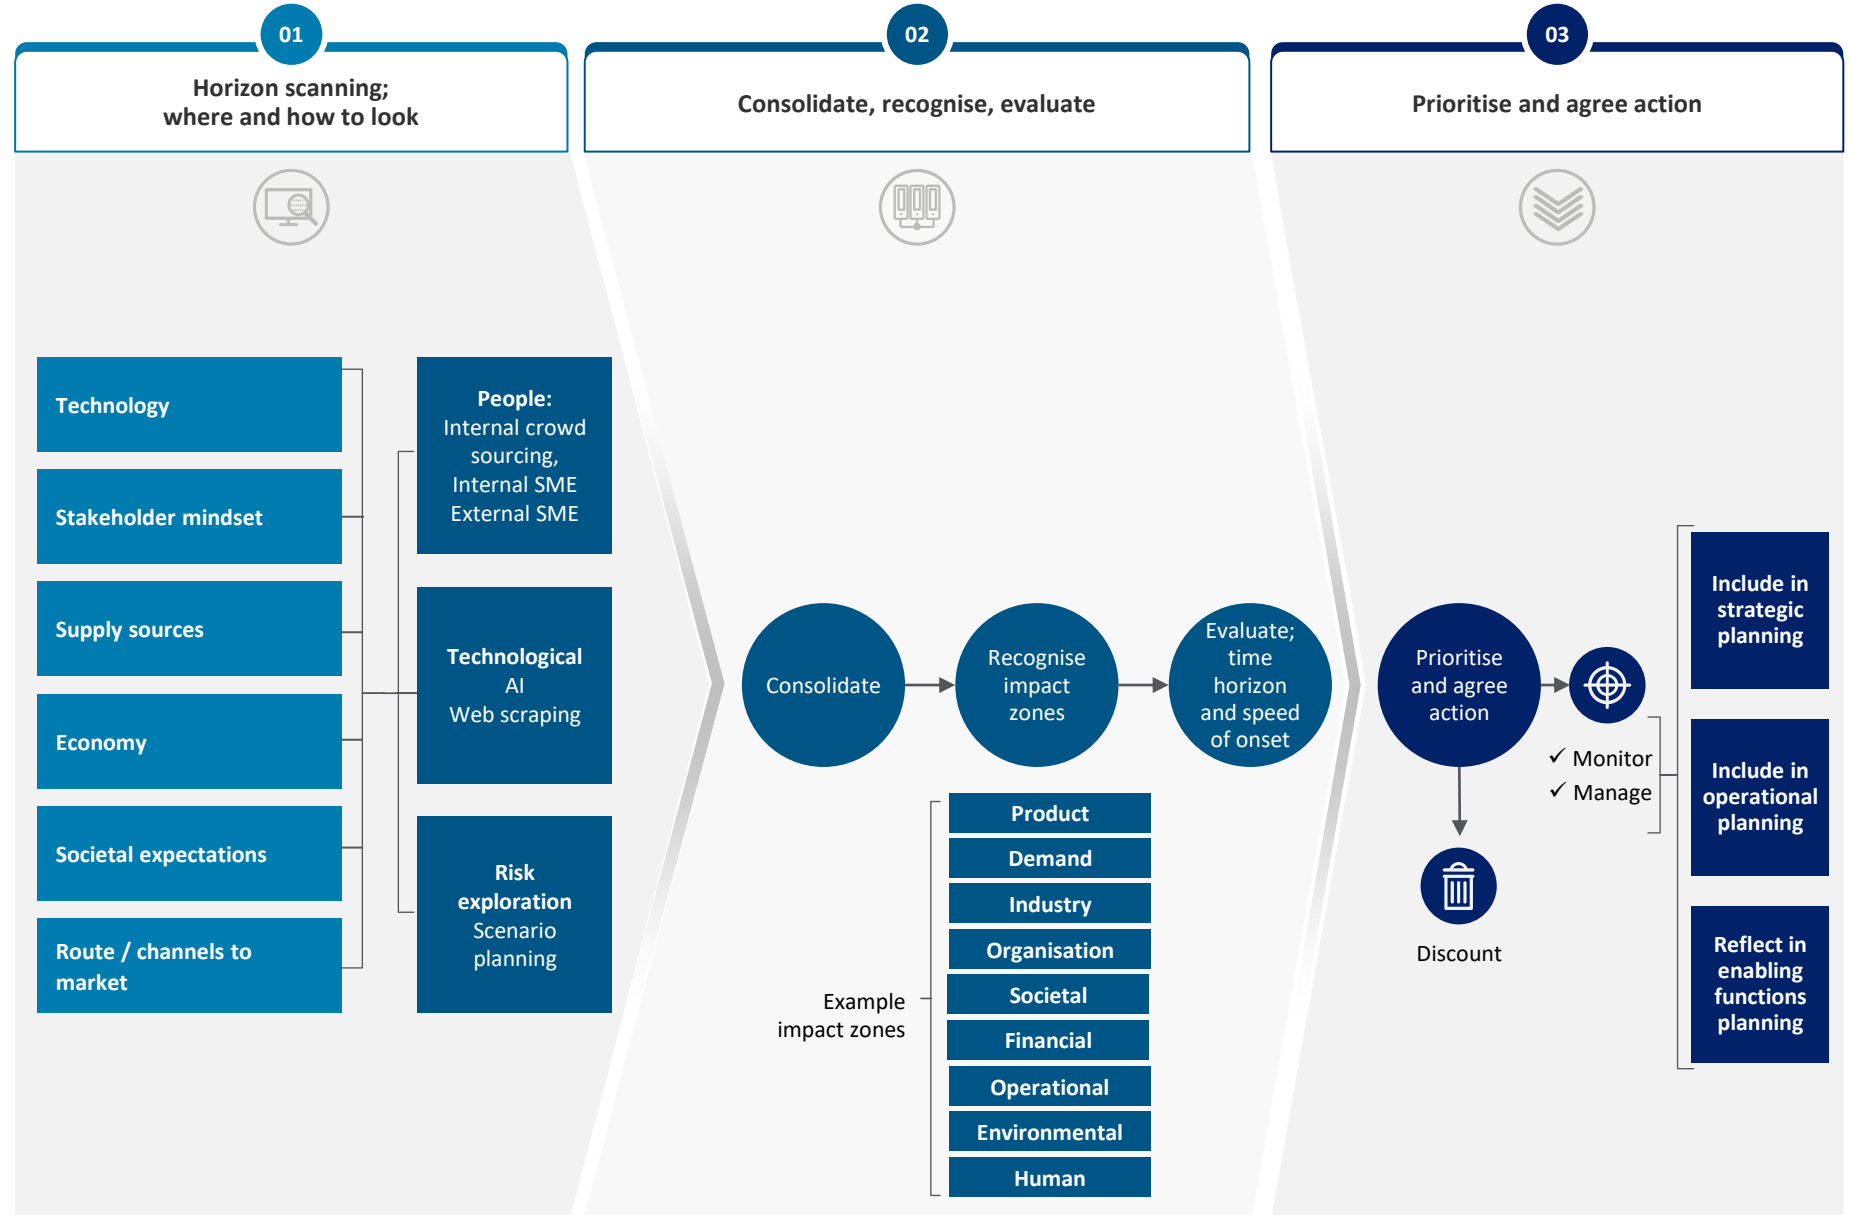 01
Horizon scanning;
where and how to look
Technology
Stakeholder mindset
Supply sources
Economy
Societal expectations
Route / channels to
market
People:
Internal crowd
sourcing,
Internal SME
External SME
Technological
AI
Web scraping
Risk
exploration
Scenario
planning
02
Consolidate, recognise, evaluate
Consolidate
Recognise
impact
zones
Evaluate;
time
horizon
and speed
of onset
Example
impact zones
Product
Demand
Industry
Organisation
Societal
Financial
Operational
Environmental
Human
03
Prioritise and agree action
Prioritise
and agree
action
✓ Monitor
✓ Manage
Discount
Include in
strategic
planning
Include in
operational
planning
Reflect in
enabling
functions
planning